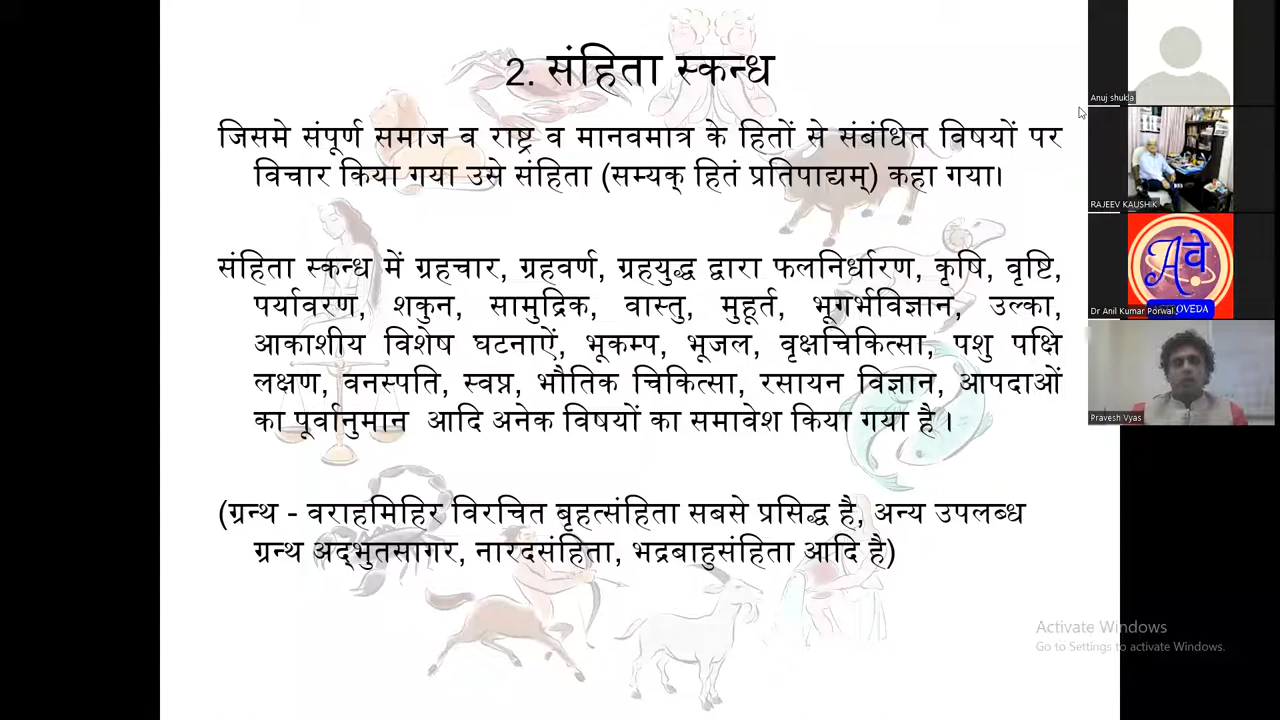 2. संहिता स्कन्ध
जिसमे संपूर्ण समाज व राष्ट्र व मानवमात्र के हितों से संबंधित विषयों पर
विचार किया गया उसे संहिता (सम्यक् हितं प्रतिपाद्यम्) कहा गया।
संहिता स्कन्ध में ग्रहचार, ग्रहवर्ण, ग्रहयुद्ध द्वारा फलनिर्धारण, कृषि, वृष्टि,
पर्यावरण, शकुन, सामुद्रिक, वास्तु, मुहूर्त, भूगर्भविज्ञान, उल्का,
आकाशीय विशेष घटनाऐं, भूकम्प, भूजल, वृक्षचिकित्सा, पशु पक्षि
लक्षण, वनस्पति, स्वप्न, भौतिक चिकित्सा, रसायन विज्ञान, आपदाओं
का पूर्वानुमान आदि अनेक विषयों का समावेश किया गया है ।
(ग्रन्थ - वराहमिहिर विरचित बृहत्संहिता सबसे प्रसिद्ध है, अन्य उपलब्ध
ग्रन्थ अद्भुतसागर, नारदसंहिता, भद्रबाहुसंहिता आदि है)
Anuj shukla
RAJEEV KAUSHIK
Aवे
OVEDA
Dr Anil Kumar Porwal
Pravesh Vyas
Activate Windows
Go to Settings to activate Windows.